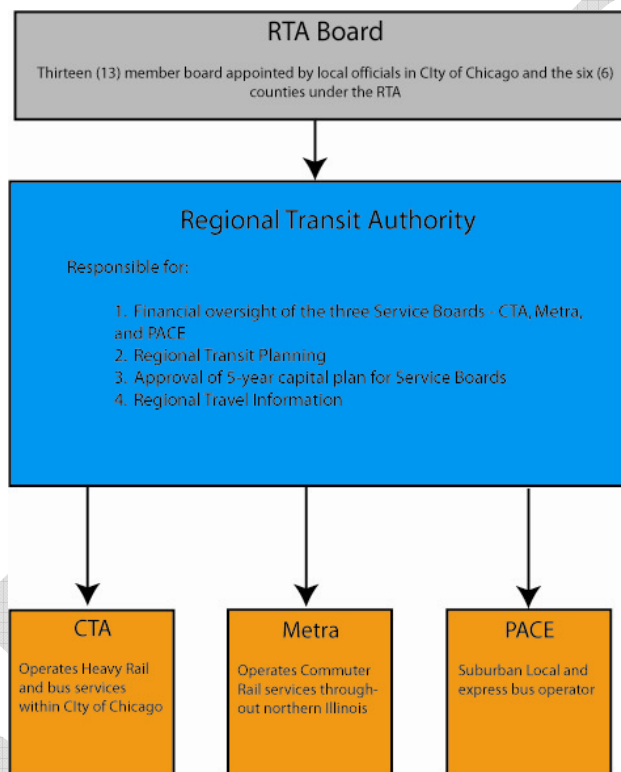 RTA Board
Thirteen (13) member board appointed by local officials in CIty of Chicago and the six (6)
counties under the RTA
Regional Transit Authority
Responsible for:
1. Financial oversight of the three Service Boards - CTA, Metra,
and PACE
2. Regional Transit Planning
3. Approval of 5-year capital plan for Service Boards
4. Regional Travel Information
CTA
Operates Heavy Rail
and bus services
within CIty of Chicago
Metra
Operates Commuter
Rail services through-
out northern Illinois
PACE
Suburban Local and
express bus operator